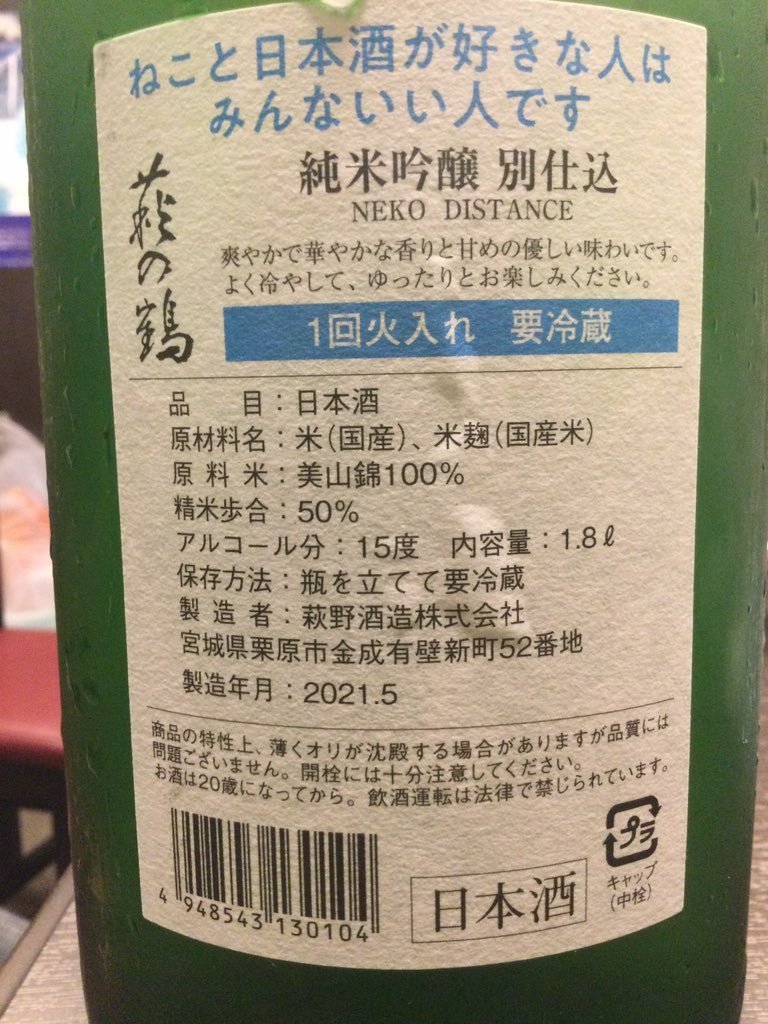 ねこと日本酒が好きな人は
みんないい人です
萩の鶴
純米吟醸 別仕込
NEKO DISTANCE
爽やかで華やかな香りと甘めの優しい味わいです。
よく冷やして、ゆったりとお楽しみください。
1回火入れ 要冷蔵
品 目:日本酒
原材料名:米(国産)、米麹(国産米)
原料米:美山錦100%
精米歩合:50%
アルコール分:15度 内容量:1.8ℓ
保存方法:瓶を立てて要冷蔵
製造者:萩野酒造株式会社
宮城県栗原市金成有壁新町52番地
製造年月:2021.5
商品の特性上、薄くオリが沈殿する場合がありますが品質には
問題ございません。開栓には十分注意してください。
お酒は20歳になってから。飲酒運転は法律で禁じられています。
プラ
キャップ
(中栓)
4 948543 130104
日本酒